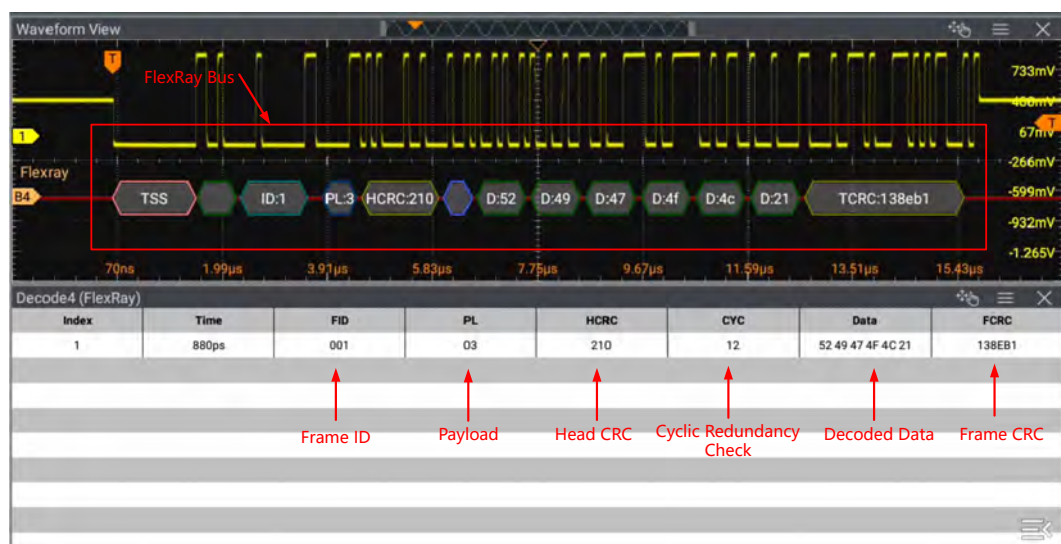 Waveform View
T
FlexRay Bus
733mV
T
1
67mV
-266mV
Flexray
B4
TSS
ID:1
PL:3
HCRC:210
D:52
D:49
D:47
D:4f
D:4c
D:21
TCRC:138eb1
-599mV
-932mV
-1.265V
70ns
1.99µs
3.91µs
5.83µs
7.75µs
9.67µs
11.59µs
13.51µs
15.43µs
Decode4 (FlexRay)
Index Time FID PL HCRC CYC Data FCRC
1 880ps 001 03 210 12 52 49 47 4F 4C 21 138EB1
Frame ID
Payload
Head CRC
Cyclic Redundancy
Check
Decoded Data
Frame CRC